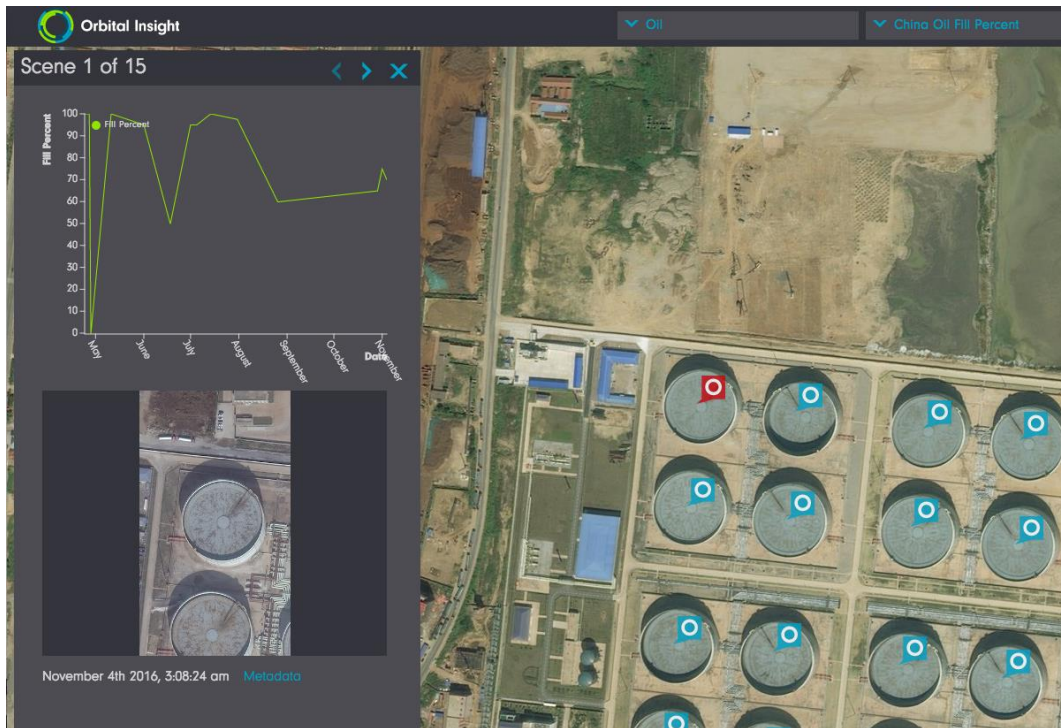 Orbital Insight
Oil
China Oil Fill Percent
Scene 1 of 15
Fill Percent
Fill Percent
100
90
80
70
60
50
40
30
20
10
0
May
June
July
August
September
October
November
Date
November 4th 2016, 3:08:24 am Metadata